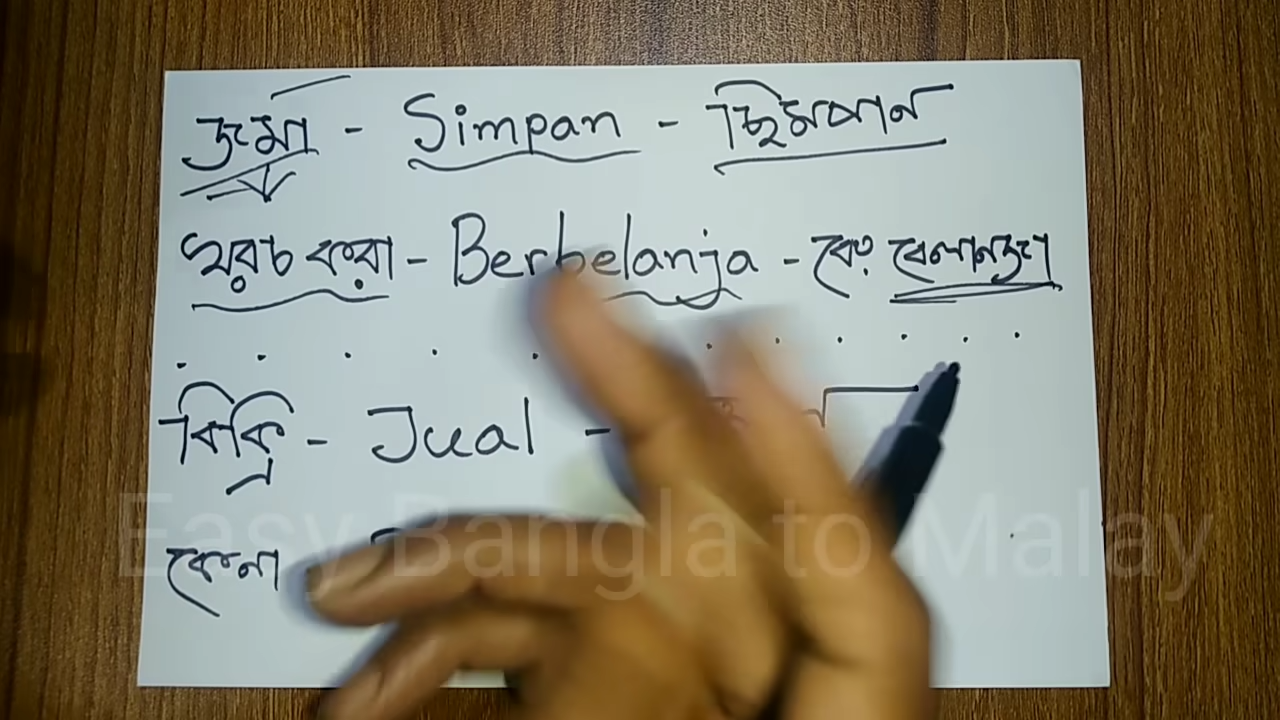 জমা - Simpan - ছিমপান
খরচ করা - Berbelanja - বের বেলানজা
বিক্রি - Jual -
কেনা
Easy Bangla to Malay